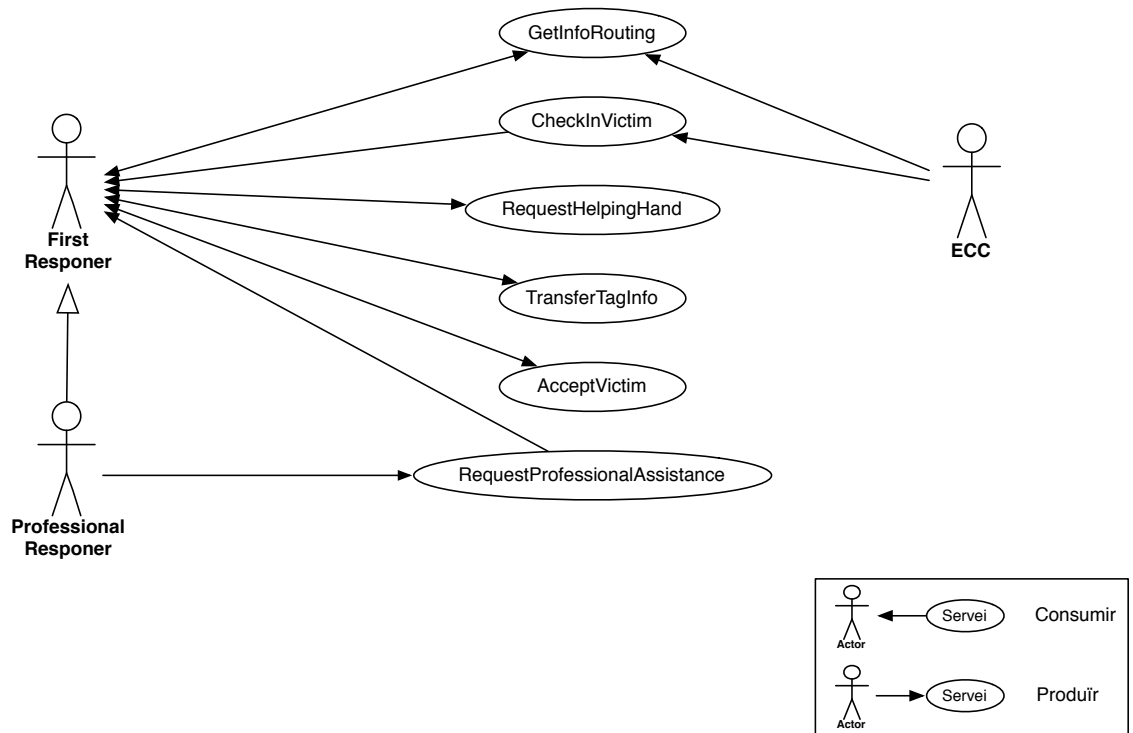 GetInfoRouting
CheckInVictim
RequestHelpingHand
First
Responer
ECC
TransferTagInfo
AcceptVictim
RequestProfessionalAssistance
Professional
Responer
Servei
Consumir
Actor
Servei
Produïr
Actor